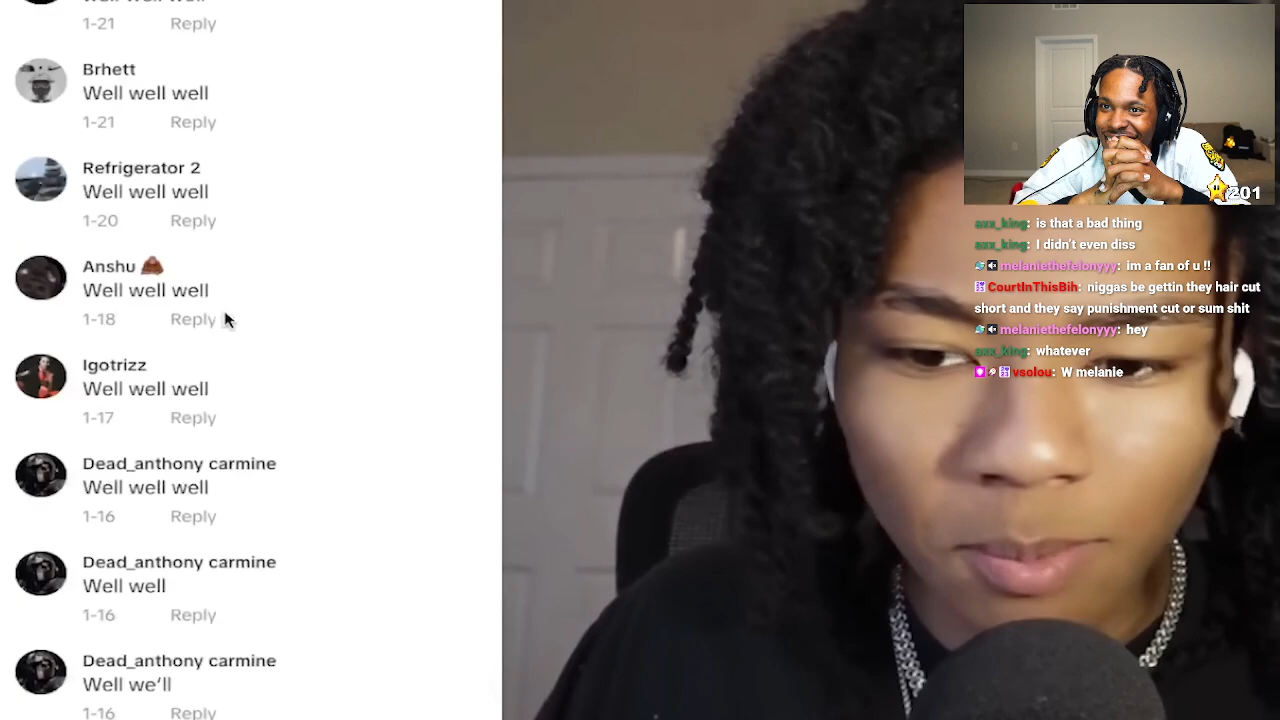 1-21 Reply
Brhett
Well well well
1-21 Reply
Refrigerator 2
Well well well
1-20 Reply
Anshu
Well well well
1-18 Reply
Igotrizz
Well well well
1-17 Reply
Dead_anthony carmine
Well well well
1-16 Reply
Dead_anthony carmine
Well well
1-16 Reply
Dead_anthony carmine
Well we'll
1-16 Reply
201
axx_king: is that a bad thing
axx_king: I didn't even diss
melaniethefelonyyy: im a fan of u !!
CourtInThisBih: niggas be gettin they hair cut
short and they say punishment cut or sum shit
melaniethefelonyyy: hey
axx_king: whatever
vsolou: W melanie